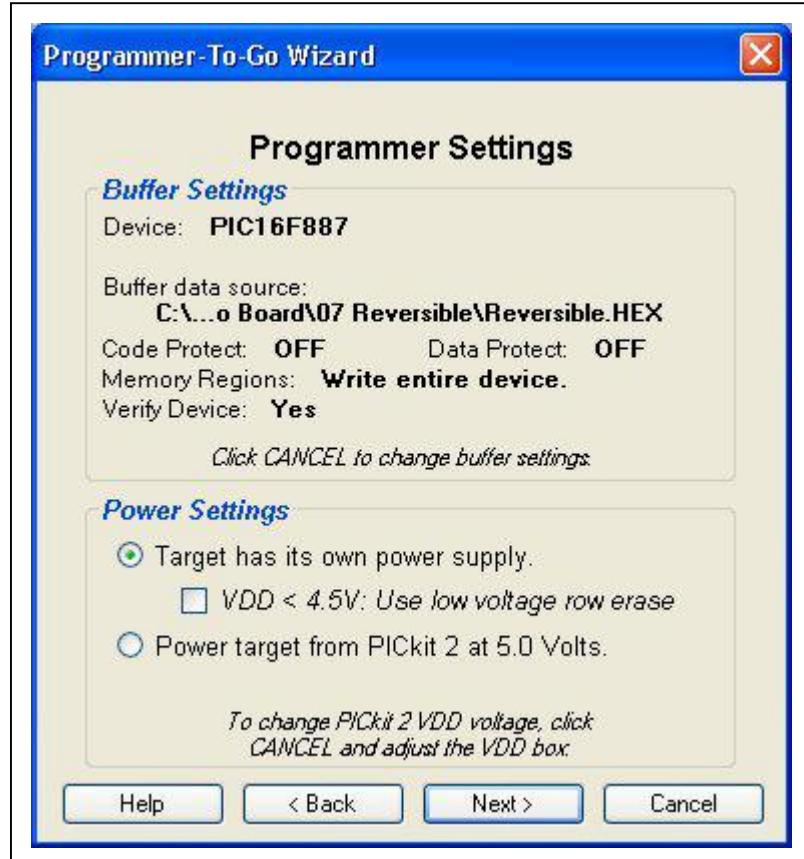 Programmer-To-Go Wizard
Programmer Settings
Buffer Settings
Device: PIC16F887
Buffer data source:
C:\...o Board\07 Reversible\Reversible.HEX
Code Protect: OFF Data Protect: OFF
Memory Regions: Write entire device.
Verify Device: Yes
Click CANCEL to change buffer settings.
Power Settings
Target has its own power supply.
VDD < 4.5V: Use low voltage row erase
Power target from PICkit 2 at 5.0 Volts.
To change PICkit 2 VDD voltage, click
CANCEL and adjust the VDD box.
Help < Back Next > Cancel